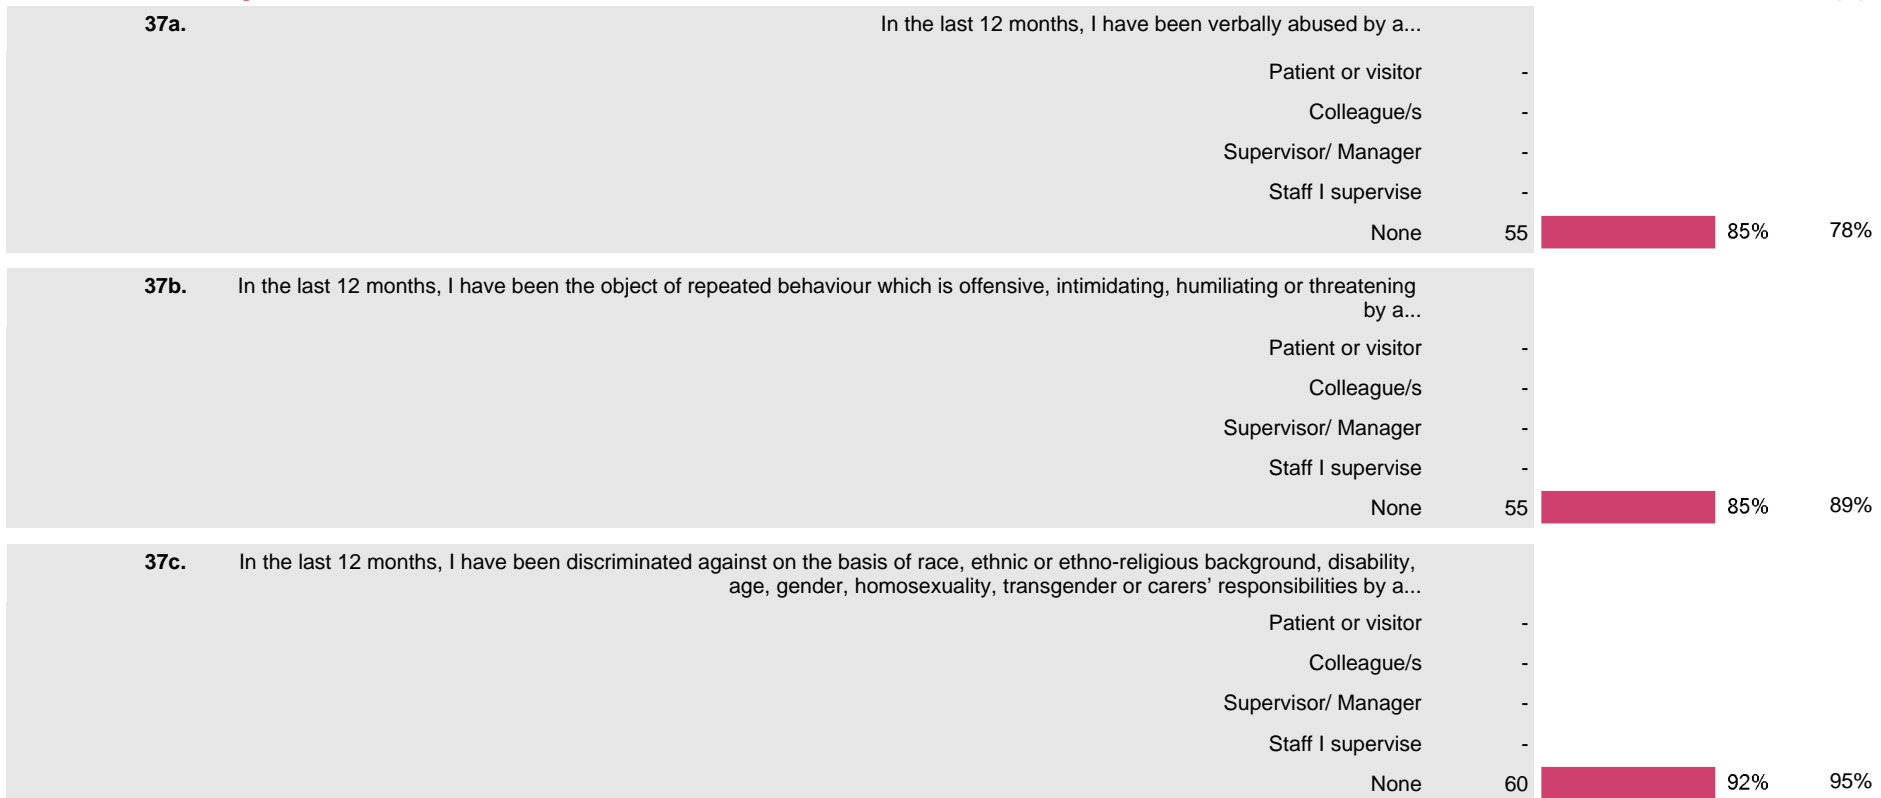 37a. In the last 12 months, I have been verbally abused by a...
Patient or visitor -
Colleague/s -
Supervisor/ Manager -
Staff I supervise -
None 55 85% 78%
37b. In the last 12 months, I have been the object of repeated behaviour which is offensive, intimidating, humiliating or threatening
by a...
Patient or visitor -
Colleague/s -
Supervisor/ Manager -
Staff I supervise -
None 55 85% 89%
37c. In the last 12 months, I have been discriminated against on the basis of race, ethnic or ethno-religious background, disability,
age, gender, homosexuality, transgender or carers’ responsibilities by a...
Patient or visitor -
Colleague/s -
Supervisor/ Manager -
Staff I supervise -
None 60 92% 95%